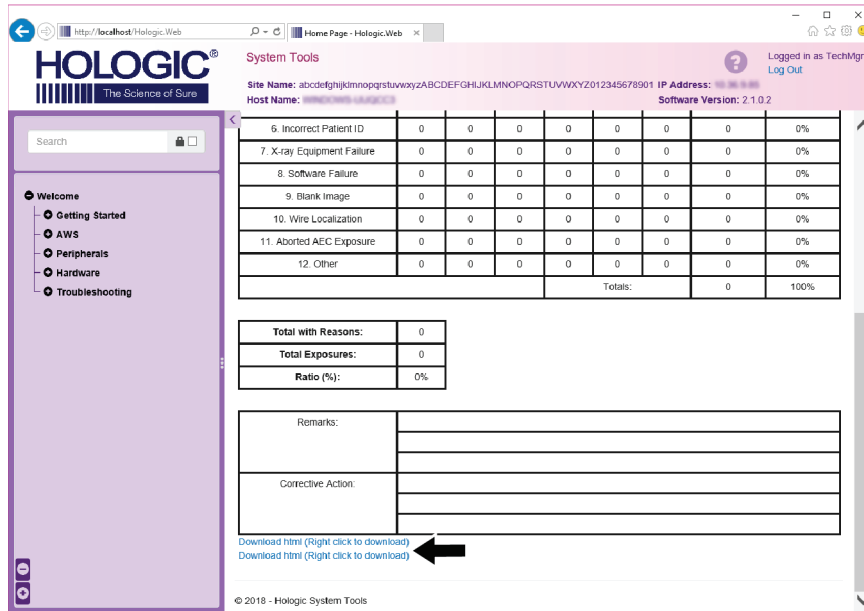 http://localhost/Hologic.Web
Home Page - Hologic.Web
HOLOGIC®
The Science of Sure
System Tools
Logged in as TechMgr
Log Out
Site Name: abcdefghijklmnopqrstuvwxyzABCDEFGHIJKLMNOPQRSTUVWXYZ012345678901 IP Address:
Host Name:
Software Version: 2.1.0.2
Search
Welcome
Getting Started
AWS
Peripherals
Hardware
Troubleshooting
6. Incorrect Patient ID 0 0 0 0 0 0 0 0%
7. X-ray Equipment Failure 0 0 0 0 0 0 0 0%
8. Software Failure 0 0 0 0 0 0 0 0%
9. Blank Image 0 0 0 0 0 0 0 0%
10. Wire Localization 0 0 0 0 0 0 0 0%
11. Aborted AEC Exposure 0 0 0 0 0 0 0 0%
12. Other 0 0 0 0 0 0 0 0%
Totals: 0 100%
Total with Reasons: 0
Total Exposures: 0
Ratio (%): 0%
Remarks:
Corrective Action:
Download html (Right click to download)
Download html (Right click to download)
© 2018 - Hologic System Tools